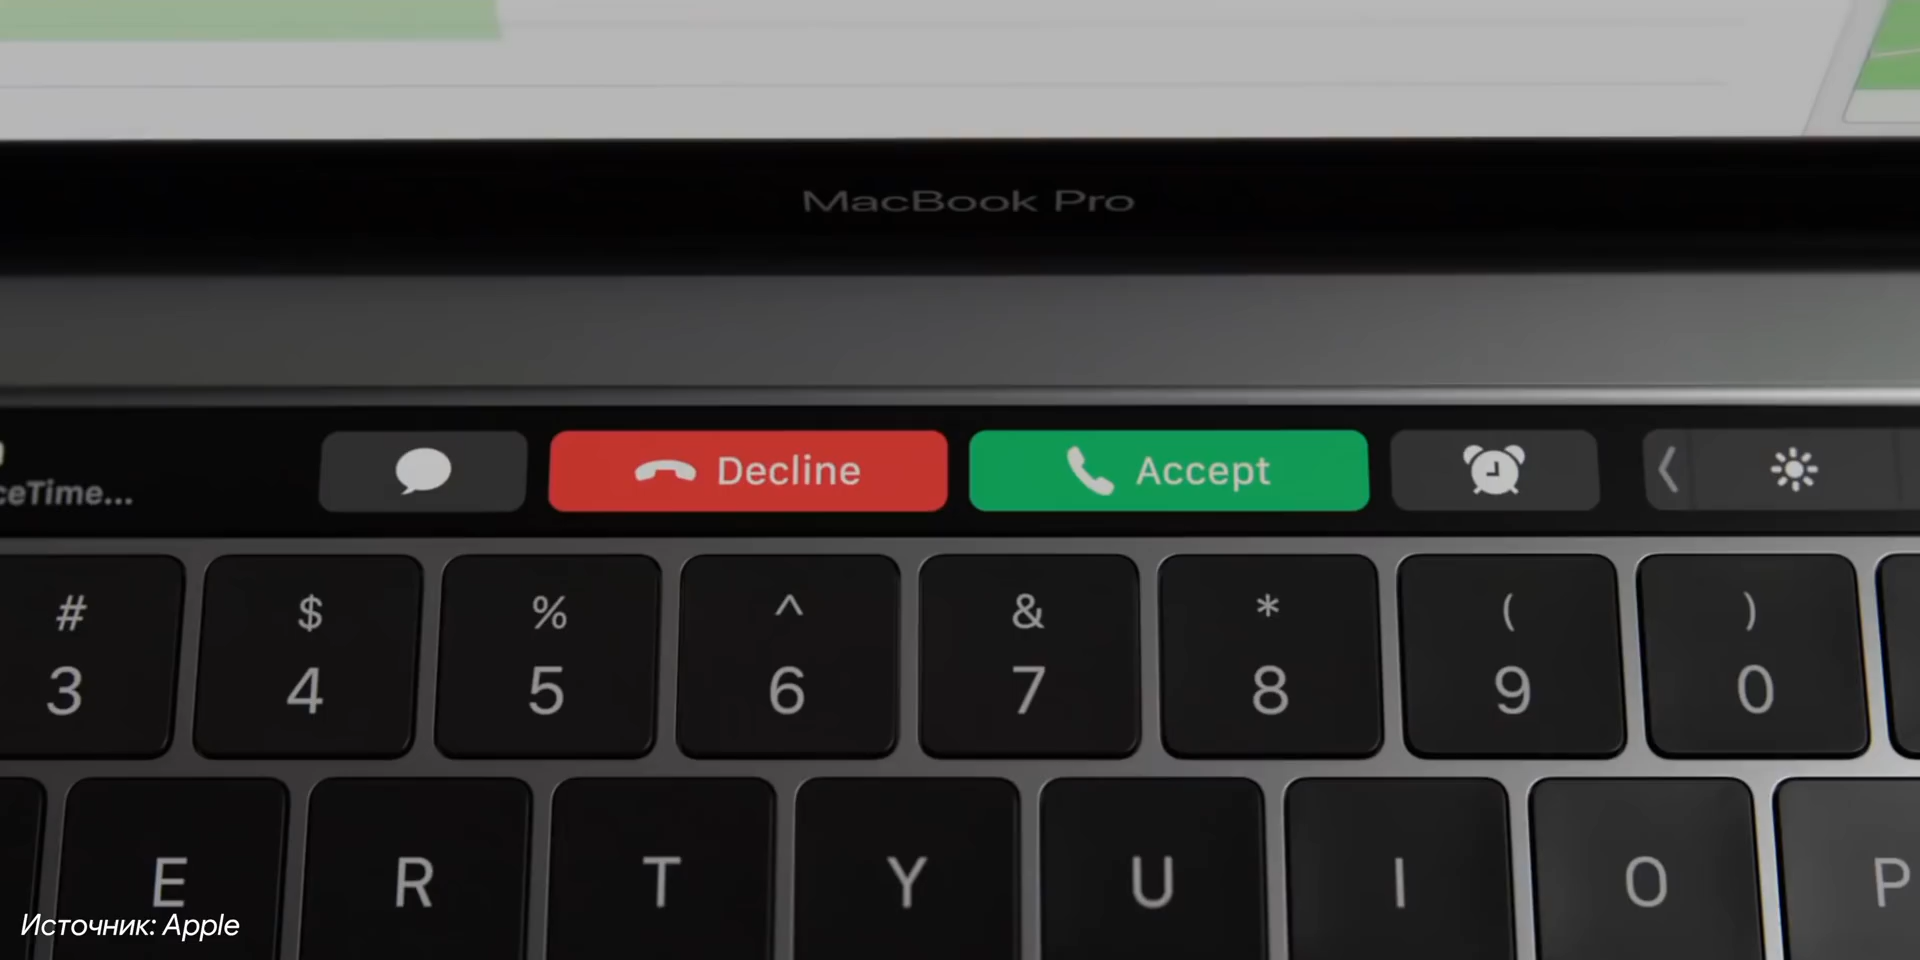 MacBook Pro
ceTime...
Decline
Accept
# $ % ^ & * ( )
3 4 5 6 7 8 9 0
E R T Y U I O P
Источник: Apple